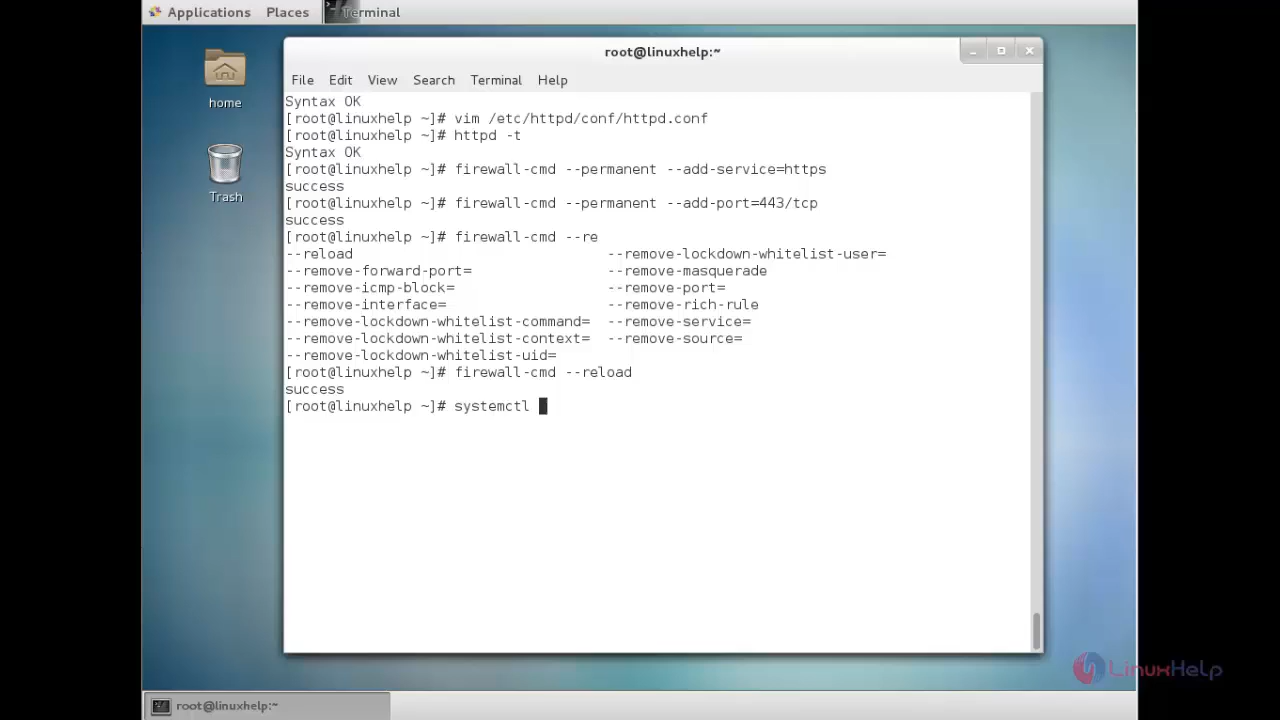 Applications Places Terminal
root@linuxhelp:~
File Edit View Search Terminal Help
home
Trash
Syntax OK
[root@linuxhelp ~]# vim /etc/httpd/conf/httpd.conf
[root@linuxhelp ~]# httpd -t
Syntax OK
[root@linuxhelp ~]# firewall-cmd --permanent --add-service=https
success
[root@linuxhelp ~]# firewall-cmd --permanent --add-port=443/tcp
success
[root@linuxhelp ~]# firewall-cmd --re
--reload --remove-lockdown-whitelist-user=
--remove-forward-port= --remove-masquerade
--remove-icmp-block= --remove-port=
--remove-interface= --remove-rich-rule
--remove-lockdown-whitelist-command= --remove-service=
--remove-lockdown-whitelist-context= --remove-source=
--remove-lockdown-whitelist-uid=
[root@linuxhelp ~]# firewall-cmd --reload
success
[root@linuxhelp ~]# systemctl
LinuxHelp
root@linuxhelp:~